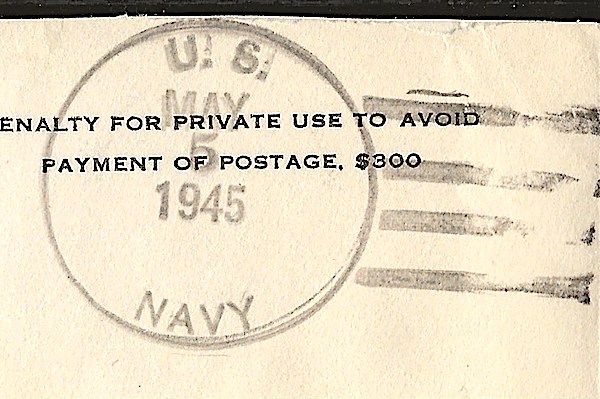 U. S.
MAY
ENALTY FOR PRIVATE USE TO AVOID
5
PAYMENT OF POSTAGE, $300
1945
NAVY